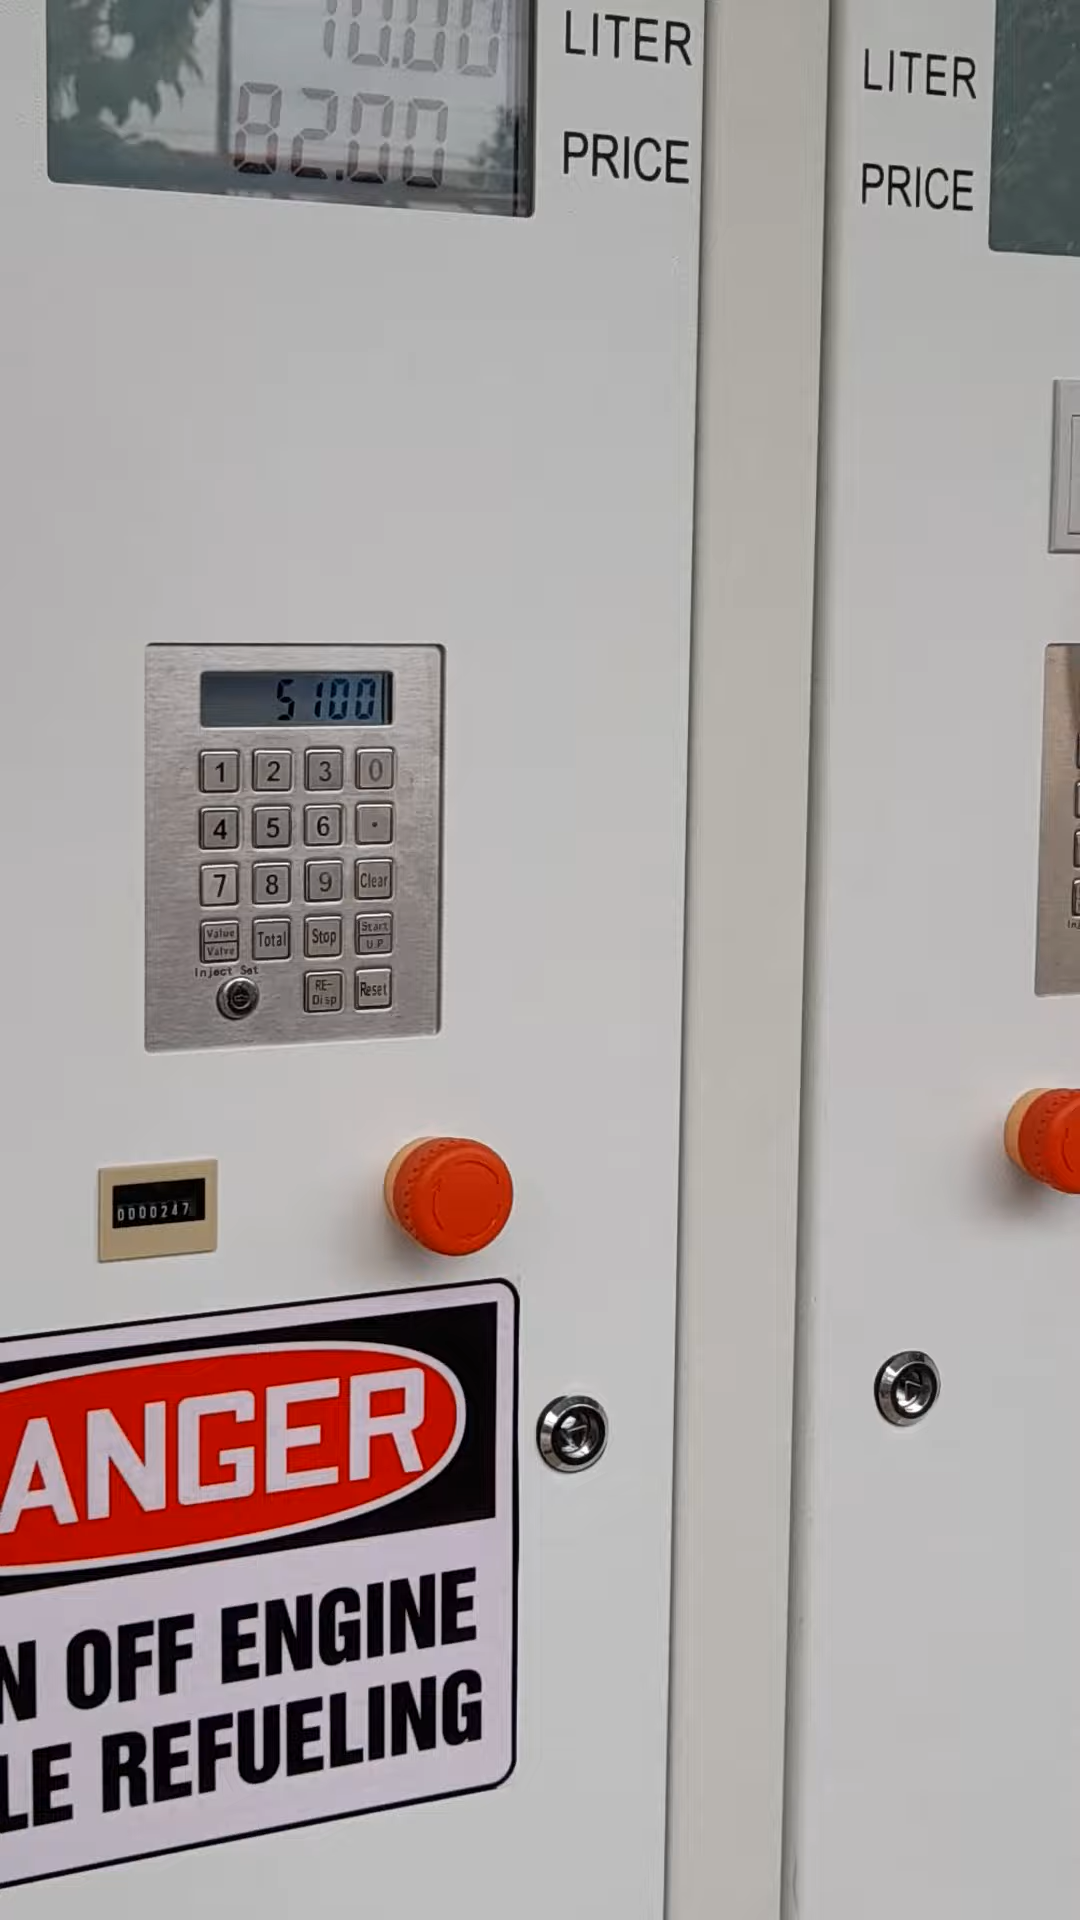 10.00 LITER
82.00 PRICE
LITER
PRICE
5100
1 2 3 0
4 5 6 .
7 8 9 Clear
Value Valve Total Stop Start UP
Inject Set
RE-Disp Reset
0000247
ANGER
N OFF ENGINE
LE REFUELING